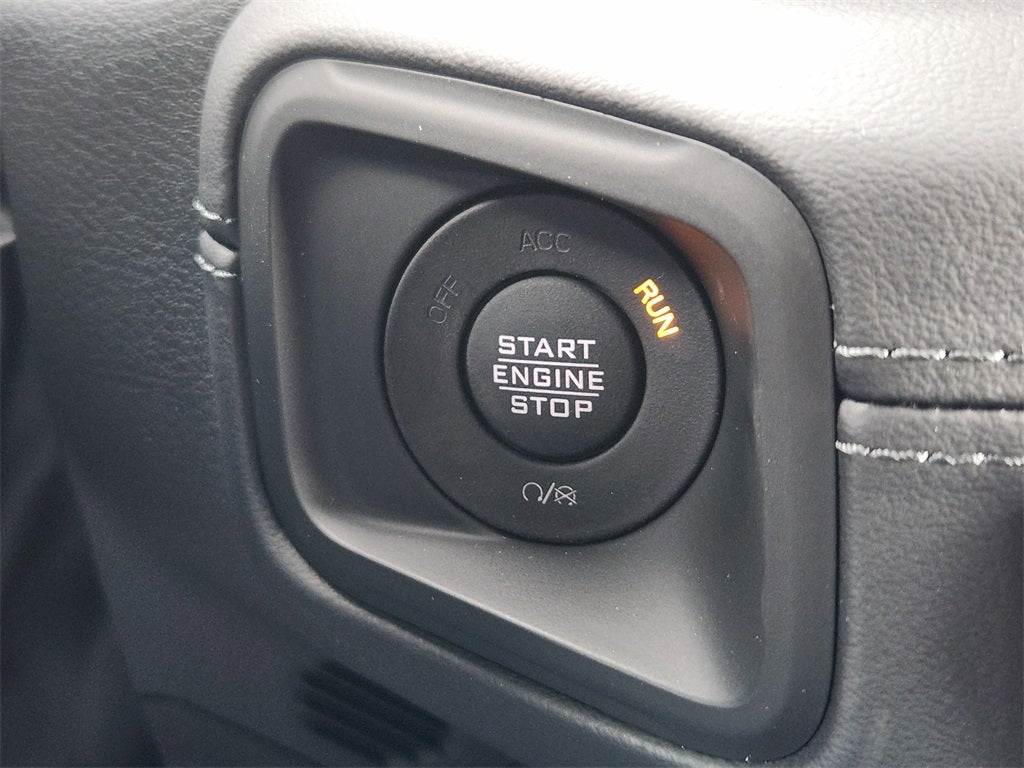 ACC
OFF
RUN
START
ENGINE
STOP